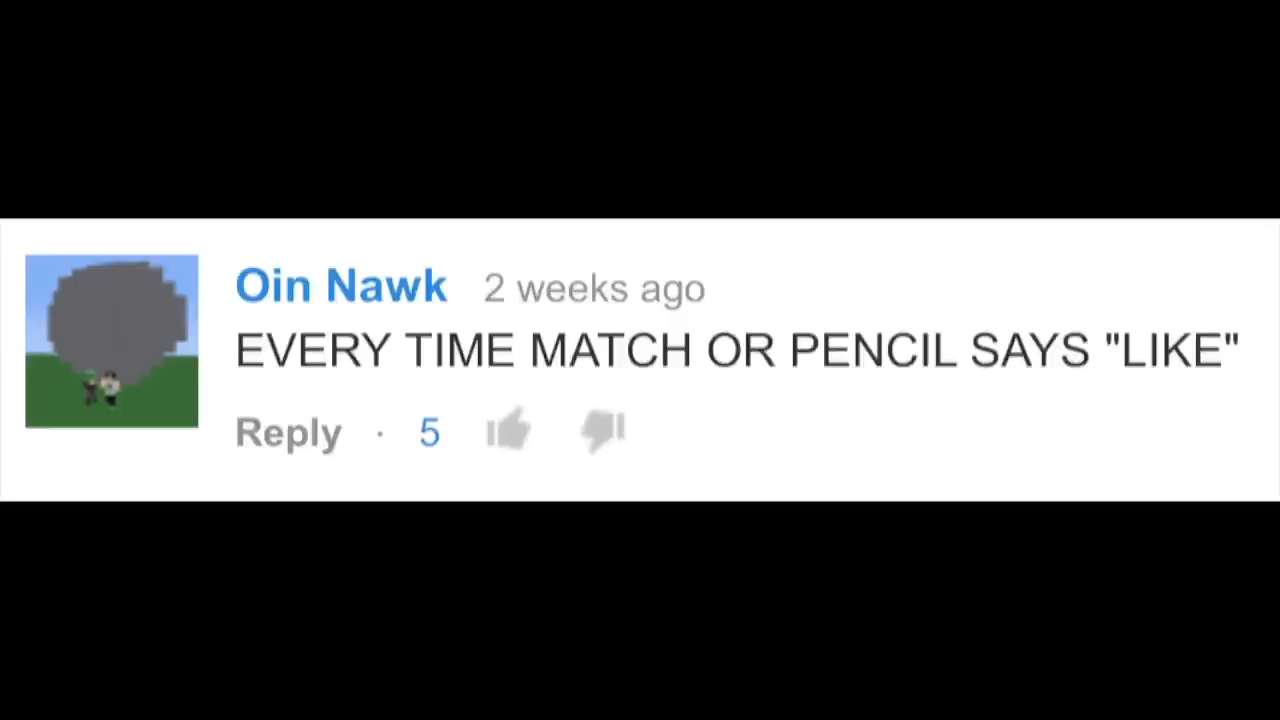 Oin Nawk 2 weeks ago
EVERY TIME MATCH OR PENCIL SAYS "LIKE"
Reply · 5